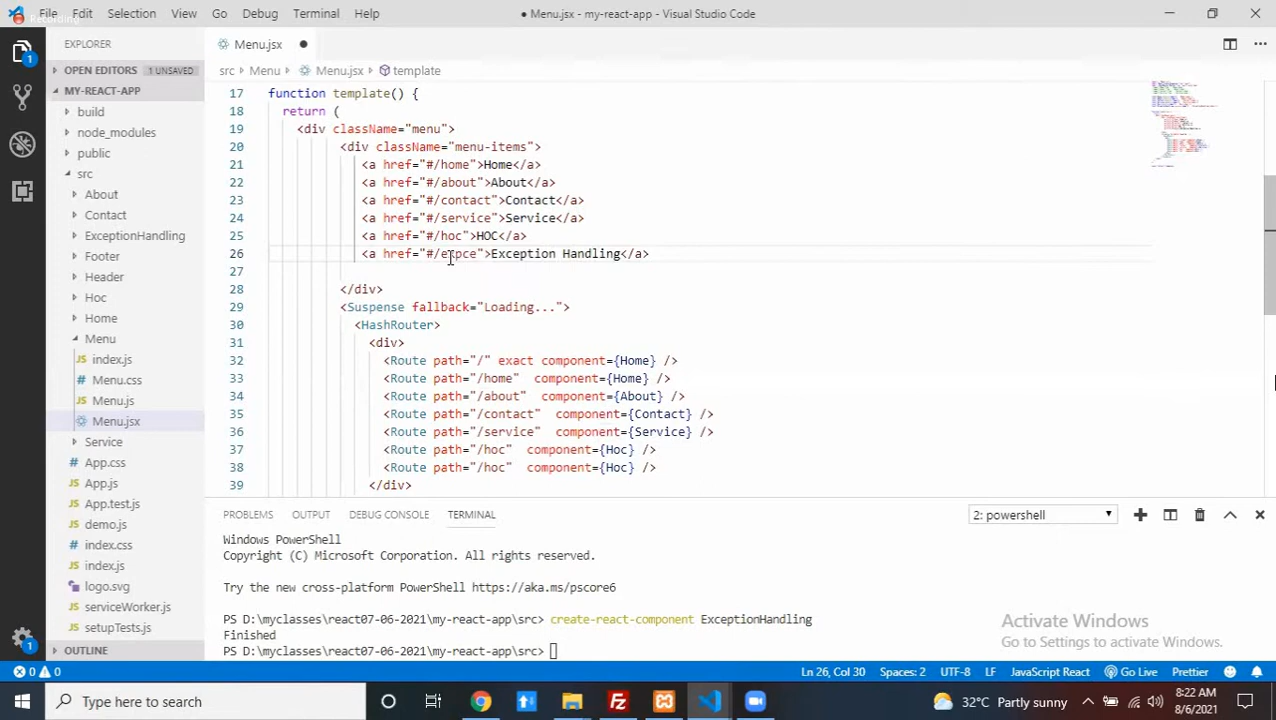 Recording
File Edit Selection View Go Debug Terminal Help
● Menu.jsx - my-react-app - Visual Studio Code
EXPLORER
Menu.jsx ●
OPEN EDITORS 1 UNSAVED
src › Menu › Menu.jsx › template
MY-REACT-APP
build
node_modules
public
src
About
Contact
ExceptionHandling
Footer
Header
Hoc
Home
Menu
index.js
Menu.css
Menu.js
Menu.jsx
Service
App.css
App.js
App.test.js
demo.js
index.css
index.js
logo.svg
serviceWorker.js
setupTests.js
OUTLINE
17 function template() {
18 return (
19 <div className="menu">
20 <div className="menu-items">
21 <a href="#/home">Home</a>
22 <a href="#/about">About</a>
23 <a href="#/contact">Contact</a>
24 <a href="#/service">Service</a>
25 <a href="#/hoc">HOC</a>
26 <a href="#/expce">Exception Handling</a>
27
28 </div>
29 <Suspense fallback="Loading...">
30 <HashRouter>
31 <div>
32 <Route path="/" exact component={Home} />
33 <Route path="/home" component={Home} />
34 <Route path="/about" component={About} />
35 <Route path="/contact" component={Contact} />
36 <Route path="/service" component={Service} />
37 <Route path="/hoc" component={Hoc} />
38 <Route path="/hoc" component={Hoc} />
39 </div>
PROBLEMS OUTPUT DEBUG CONSOLE TERMINAL 2: powershell
Windows PowerShell
Copyright (C) Microsoft Corporation. All rights reserved.
Try the new cross-platform PowerShell https://aka.ms/pscore6
PS D:\myclasses\react07-06-2021\my-react-app\src> create-react-component ExceptionHandling
Finished
PS D:\myclasses\react07-06-2021\my-react-app\src>
Activate Windows
Go to Settings to activate Windows.
0 0 Ln 26, Col 30 Spaces: 2 UTF-8 LF JavaScript React Go Live Prettier
Type here to search
32°C Partly sunny
8:22 AM
8/6/2021